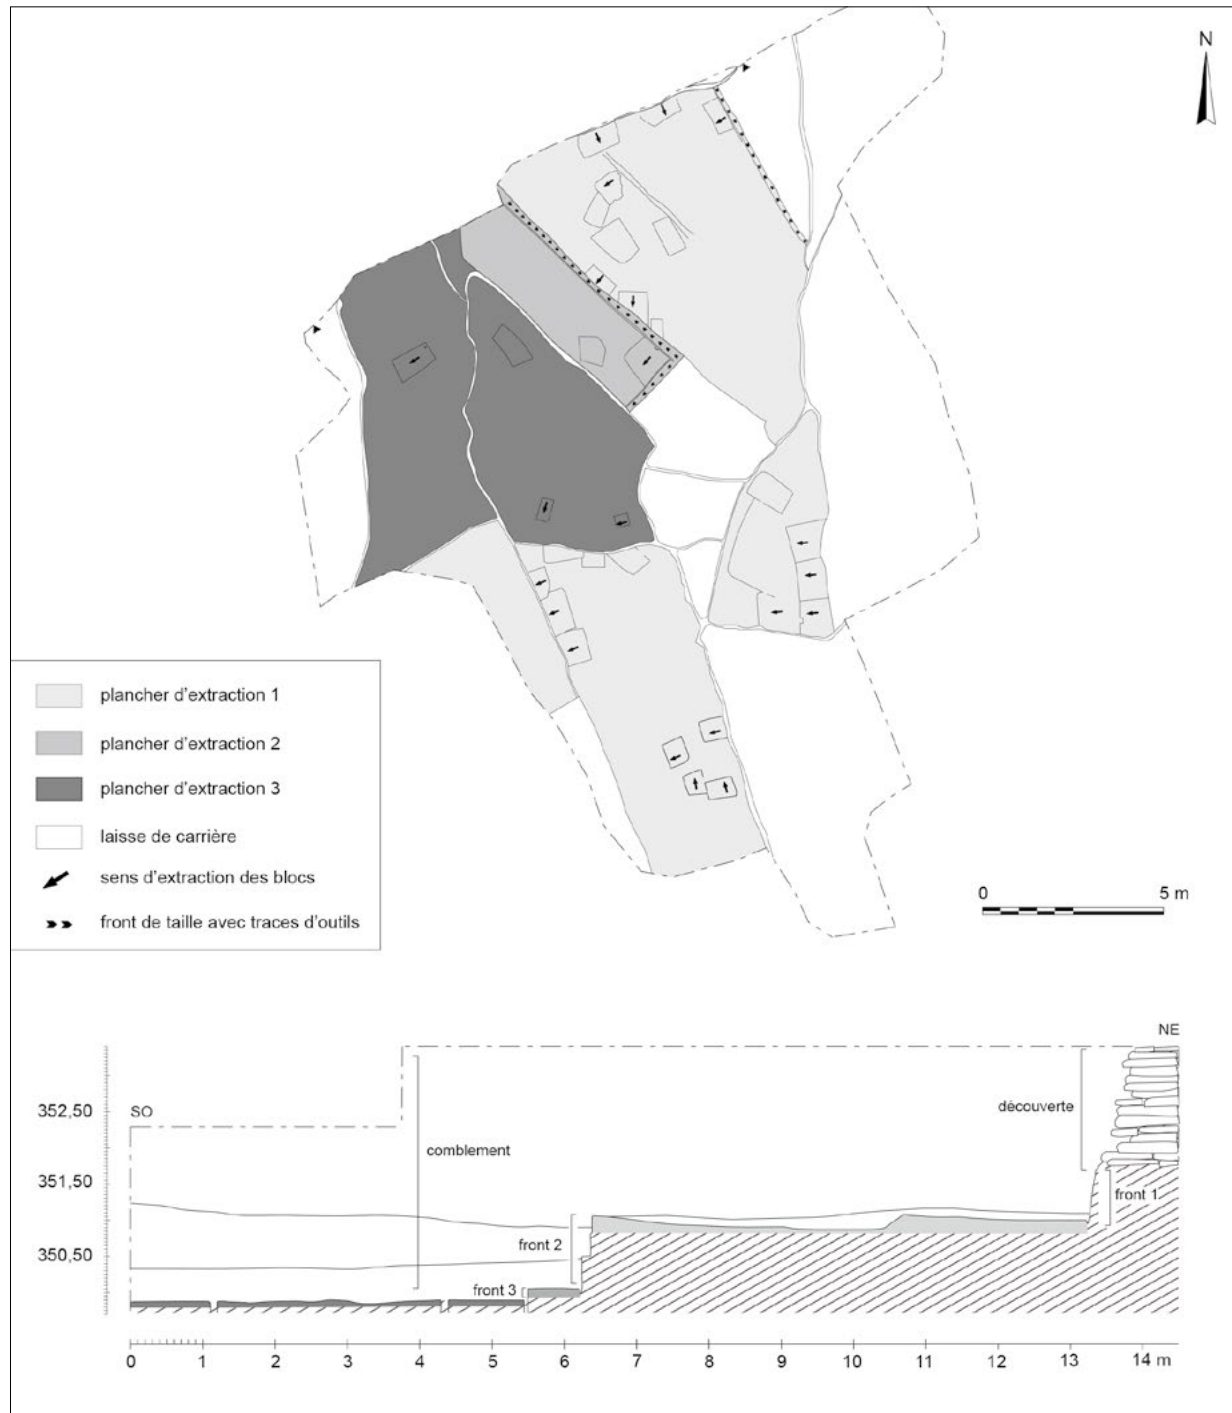 N
plancher d'extraction 1
plancher d'extraction 2
plancher d'extraction 3
laisse de carrière
sens d'extraction des blocs
front de taille avec traces d'outils
0 5 m
NE
352,50
SO
découverte
comblement
351,50
front 1
front 2
350,50
front 3
0 1 2 3 4 5 6 7 8 9 10 11 12 13 14 m